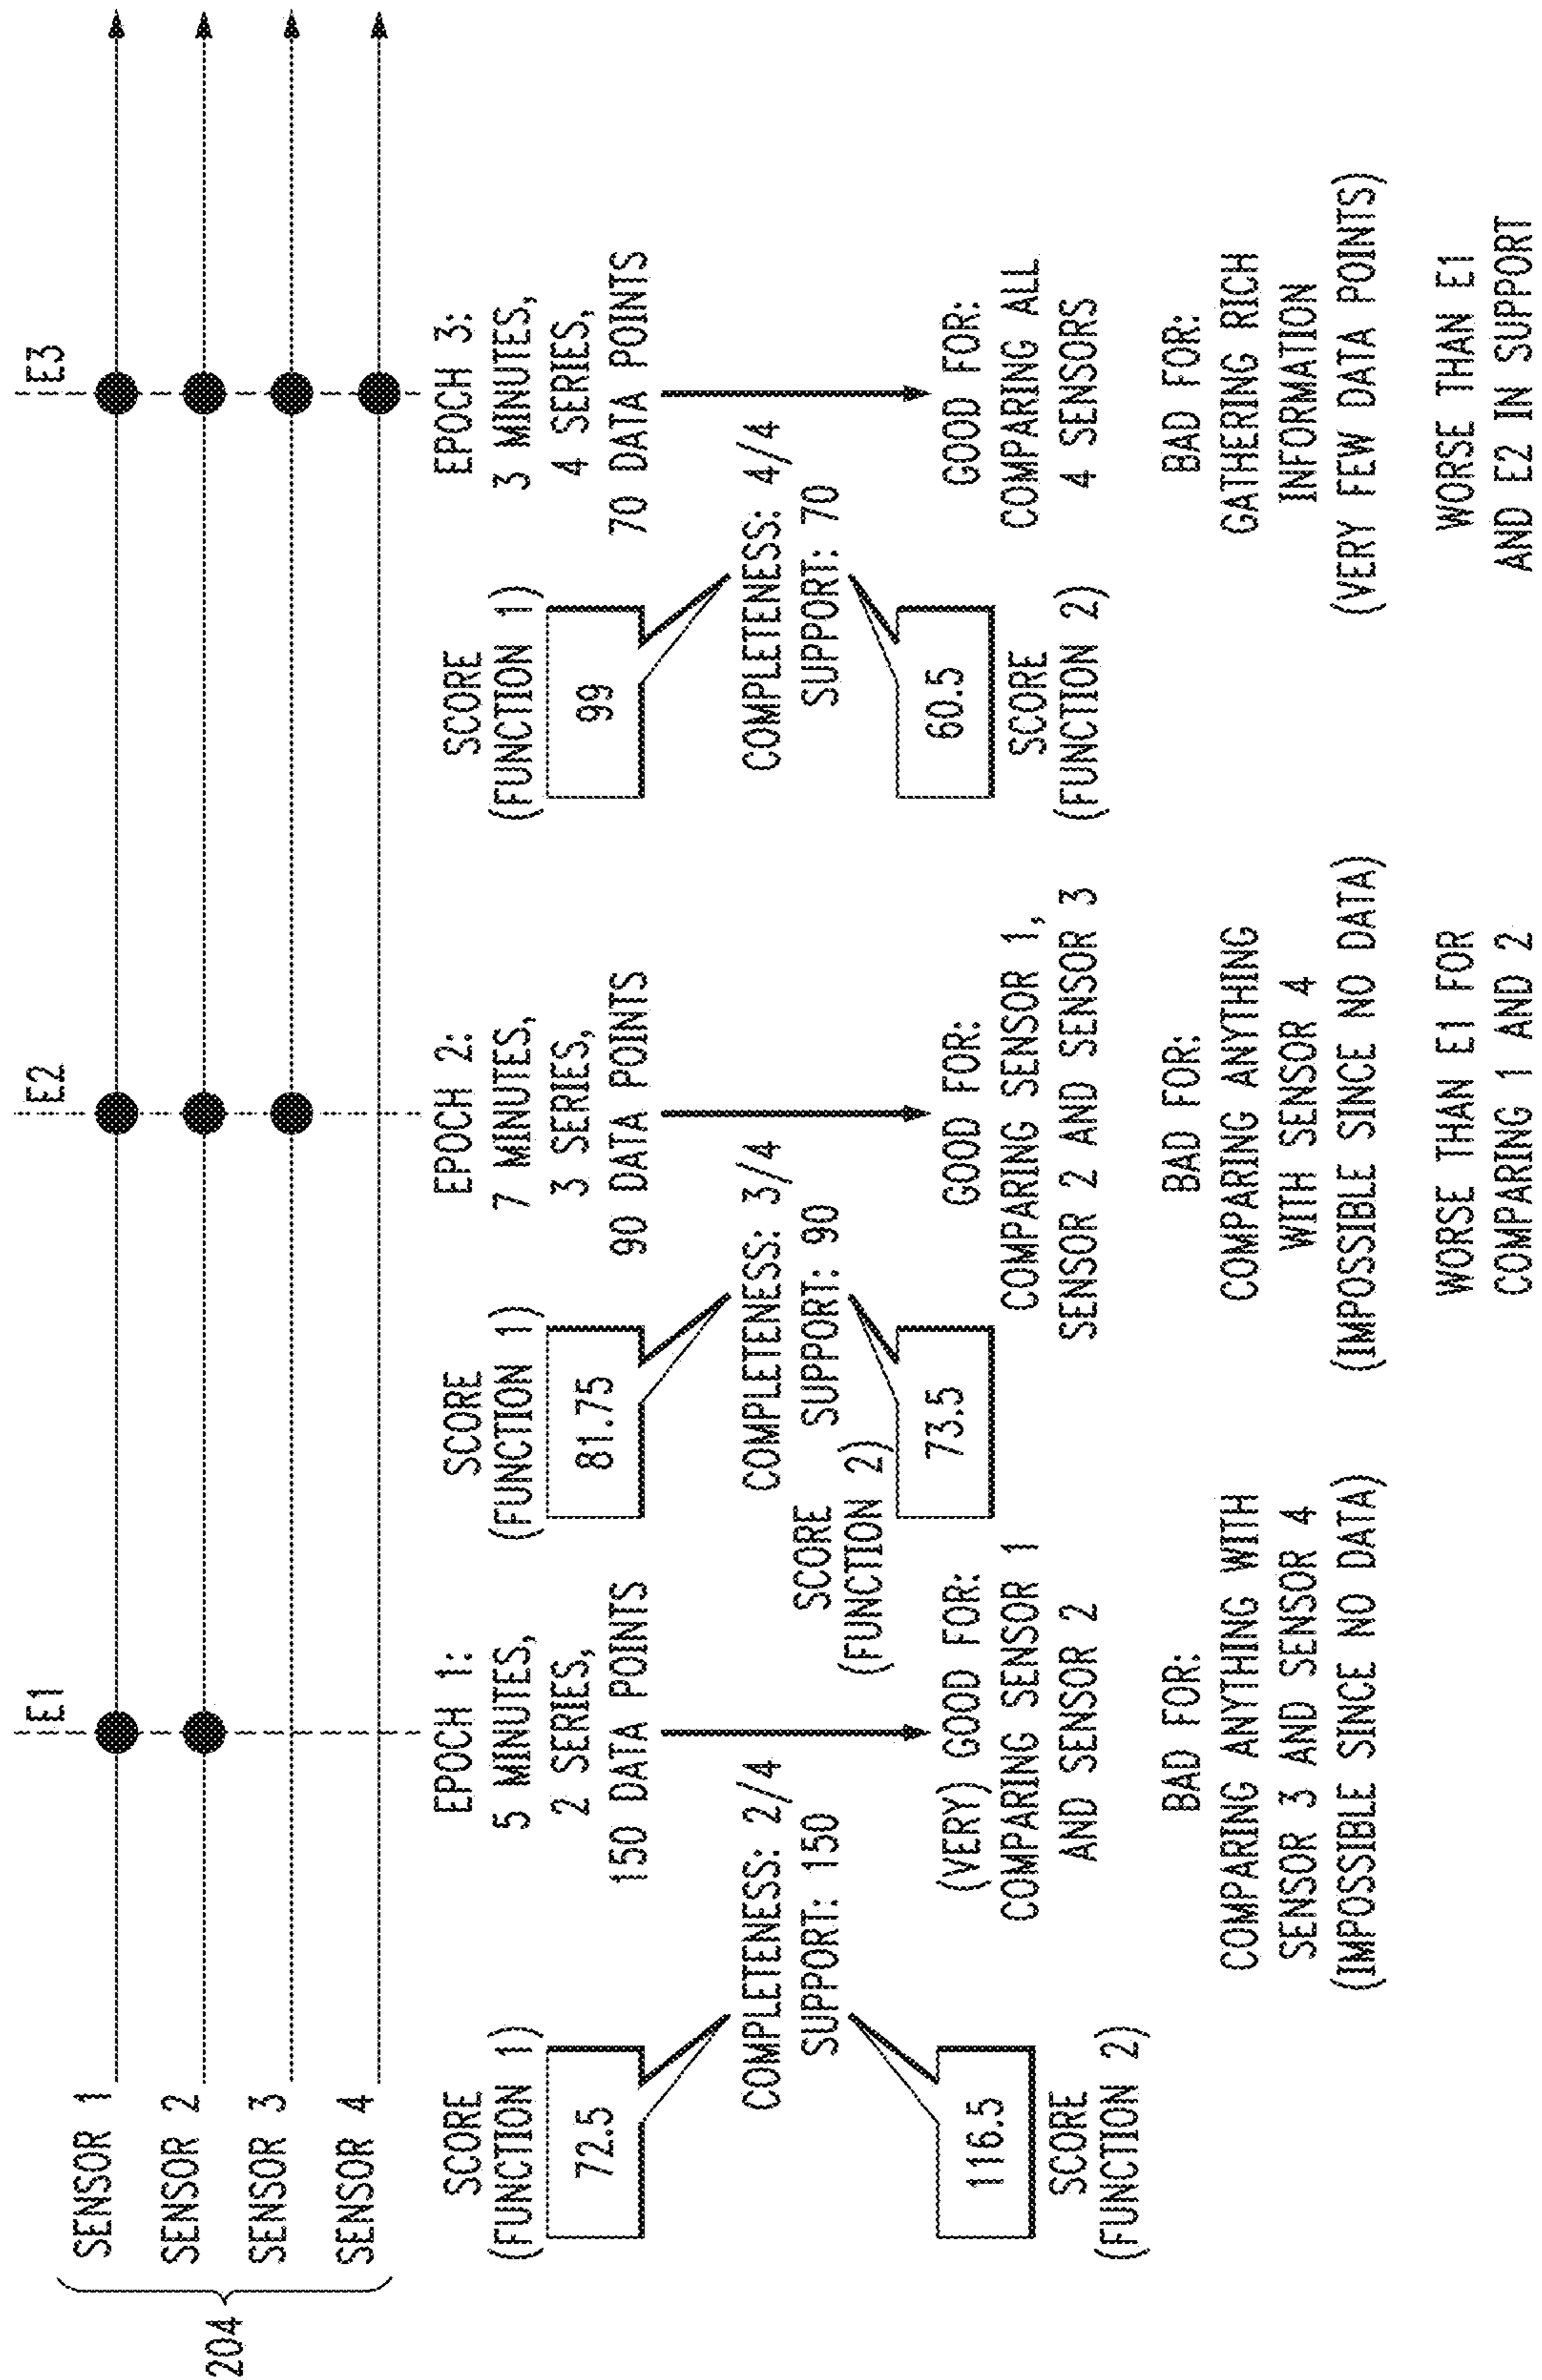 204
SENSOR 1
SENSOR 2
SENSOR 3
SENSOR 4
E1
E2
E3
EPOCH 1:
5 MINUTES,
2 SERIES,
150 DATA POINTS
SCORE
(FUNCTION 1)
72.5
COMPLETENESS: 2/4
SUPPORT: 150
116.5
SCORE
(FUNCTION 2)
(VERY) GOOD FOR:
COMPARING SENSOR 1
AND SENSOR 2
BAD FOR:
COMPARING ANYTHING WITH
SENSOR 3 AND SENSOR 4
(IMPOSSIBLE SINCE NO DATA)
EPOCH 2:
7 MINUTES,
3 SERIES,
90 DATA POINTS
SCORE
(FUNCTION 1)
81.75
COMPLETENESS: 3/4
SUPPORT: 90
SCORE
(FUNCTION 2)
73.5
GOOD FOR:
COMPARING SENSOR 1,
SENSOR 2 AND SENSOR 3
BAD FOR:
COMPARING ANYTHING
WITH SENSOR 4
(IMPOSSIBLE SINCE NO DATA)
WORSE THAN E1 FOR
COMPARING 1 AND 2
EPOCH 3:
3 MINUTES,
4 SERIES,
70 DATA POINTS
SCORE
(FUNCTION 1)
99
COMPLETENESS: 4/4
SUPPORT: 70
60.5
SCORE
(FUNCTION 2)
GOOD FOR:
COMPARING ALL
4 SENSORS
BAD FOR:
GATHERING RICH
INFORMATION
(VERY FEW DATA POINTS)
WORSE THAN E1
AND E2 IN SUPPORT